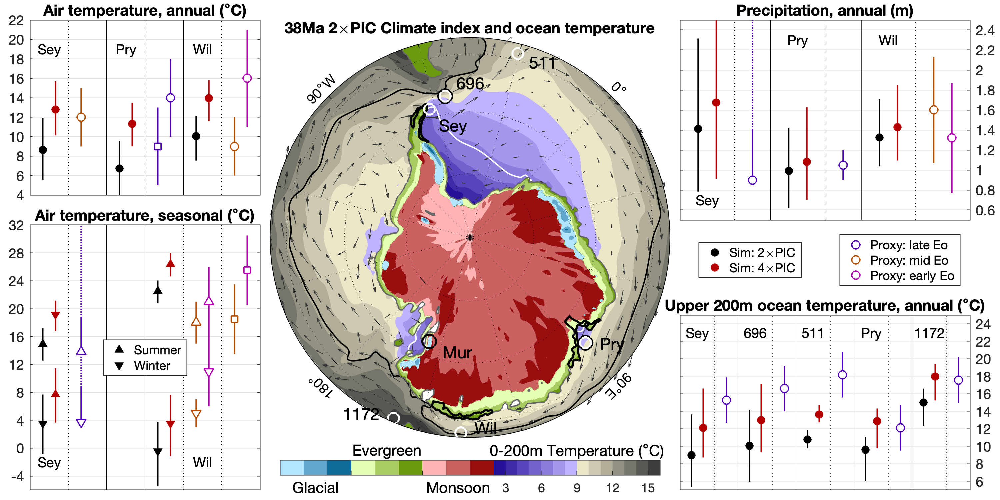 Air temperature, annual (°C)
22
20
18
16
14
12
10
8
6
4
Sey
Pry
Wil
Air temperature, seasonal (°C)
32
28
24
20
16
12
8
4
0
-4
Summer
Winter
Sey
Wil
38Ma 2×PIC Climate index and ocean temperature
90°W
0°
90°E
180°
511
696
Sey
Mur
Pry
1172
Wil
Evergreen
0-200m Temperature (°C)
Glacial
Monsoon
3
6
9
12
15
Precipitation, annual (m)
2.4
2.2
2
1.8
1.6
1.4
1.2
1
0.8
0.6
Pry
Wil
Sey
Sim: 2×PIC
Sim: 4×PIC
Proxy: late Eo
Proxy: mid Eo
Proxy: early Eo
Upper 200m ocean temperature, annual (°C)
Sey
696
511
Pry
1172
24
22
20
18
16
14
12
10
8
6